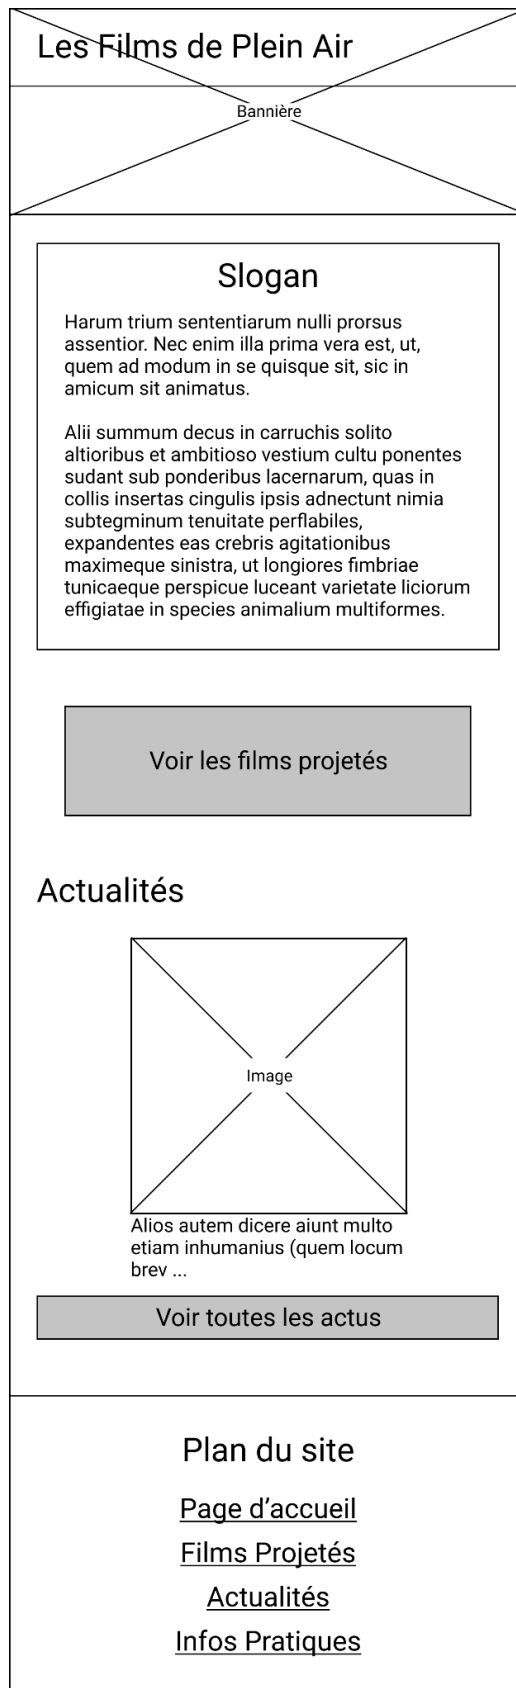 Les Films de Plein Air
Bannière
Slogan
Harum trium sententiarum nulli prorsus
assentior. Nec enim illa prima vera est, ut,
quem ad modum in se quisque sit, sic in
amicum sit animatus.
Alii summum decus in carruchis solito
altioribus et ambitioso vestium cultu ponentes
sudant sub ponderibus lacernarum, quas in
collis insertas cingulis ipsis adnectunt nimia
subtegminum tenuitate perflabiles,
expandentes eas crebris agitationibus
maximeque sinistra, ut longiores fimbriae
tunicaeque perspicue luceant varietate liciorum
effigiatae in species animalium multiformes.
Voir les films projetés
Actualités
Image
Alios autem dicere aiunt multo
etiam inhumanius (quem locum
brev ...
Voir toutes les actus
Plan du site
Page d’accueil
Films Projetés
Actualités
Infos Pratiques